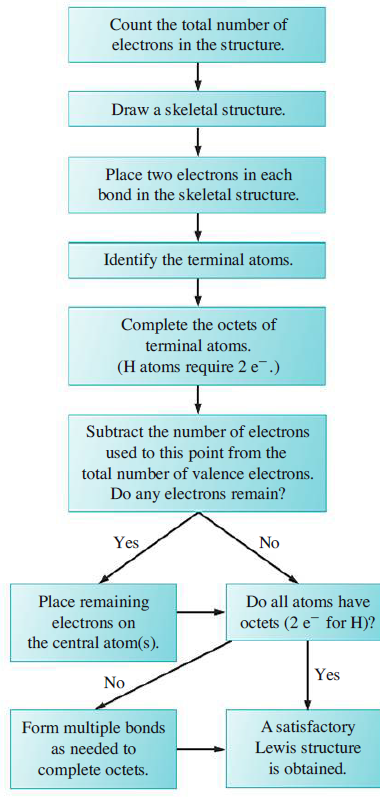 Count the total number of
electrons in the structure.
Draw a skeletal structure.
Place two electrons in each
bond in the skeletal structure.
Identify the terminal atoms.
Complete the octets of
terminal atoms.
(H atoms require 2 e⁻.)
Subtract the number of electrons
used to this point from the
total number of valence electrons.
Do any electrons remain?
Yes
No
Place remaining
electrons on
the central atom(s).
Do all atoms have
octets (2 e⁻ for H)?
No
Yes
Form multiple bonds
as needed to
complete octets.
A satisfactory
Lewis structure
is obtained.